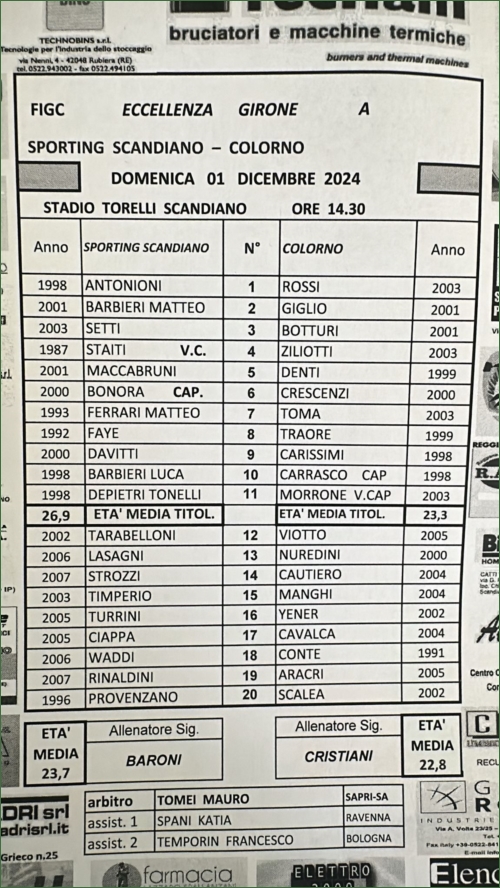 TECHNOBINS s.r.l.
Tecnologie per l'industria dello stoccaggio
via Nenni, 4 - 42048 Rubiera (RE)
tel. 0522.943002 - fax 0522.494105
bruciatori e macchine termiche
burners and thermal machines
FIGC ECCELLENZA GIRONE A
SPORTING SCANDIANO – COLORNO
DOMENICA 01 DICEMBRE 2024
STADIO TORELLI SCANDIANO ORE 14.30
Anno SPORTING SCANDIANO N° COLORNO Anno
1998 ANTONIONI 1 ROSSI 2003
2001 BARBIERI MATTEO 2 GIGLIO 2001
2003 SETTI 3 BOTTURI 2001
1987 STAITI V.C. 4 ZILIOTTI 2003
2001 MACCABRUNI 5 DENTI 1999
2000 BONORA CAP. 6 CRESCENZI 2000
1993 FERRARI MATTEO 7 TOMA 2003
1992 FAYE 8 TRAORE 1999
2000 DAVITTI 9 CARISSIMI 1998
1998 BARBIERI LUCA 10 CARRASCO CAP 1998
1998 DEPIETRI TONELLI 11 MORRONE V.CAP 2003
26,9 ETA' MEDIA TITOL. ETA' MEDIA TITOL. 23,3
2002 TARABELLONI 12 VIOTTO 2005
2006 LASAGNI 13 NUREDINI 2000
2007 STROZZI 14 CAUTIERO 2004
2003 TIMPERIO 15 MANGHI 2004
2005 TURRINI 16 YENER 2002
2005 CIAPPA 17 CAVALCA 2004
2006 WADDI 18 CONTE 1991
2007 RINALDINI 19 ARACRI 2005
1996 PROVENZANO 20 SCALEA 2002
ETA' MEDIA 23,7 Allenatore Sig. BARONI Allenatore Sig. CRISTIANI ETA' MEDIA 22,8
arbitro TOMEI MAURO SAPRI-SA
assist. 1 SPANI KATIA RAVENNA
assist. 2 TEMPORIN FRANCESCO BOLOGNA
DRI srl
adrisrl.it
Grieco n.25
farmacia
ELETTRO
INDUSTRIE
Via A. Volta 23/25